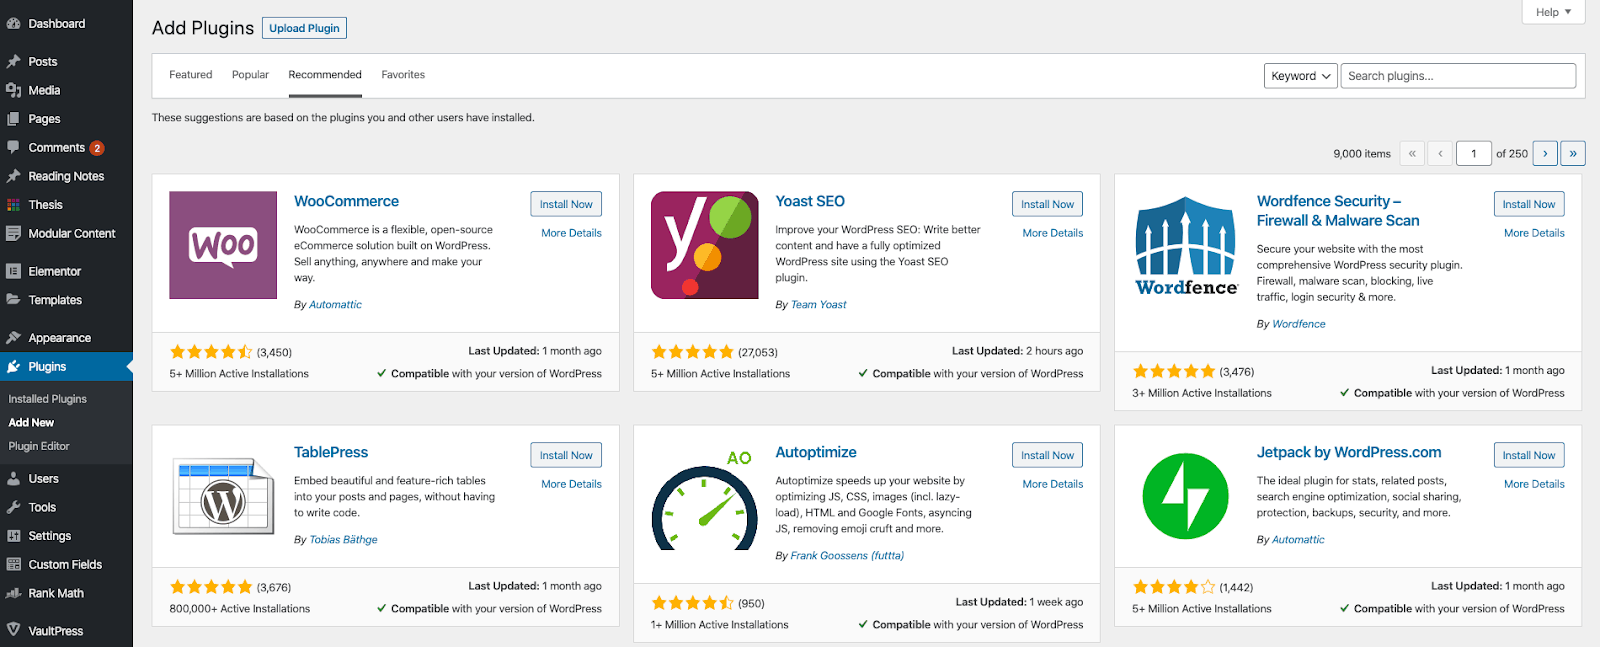 Dashboard
Posts
Media
Pages
Comments 2
Reading Notes
Thesis
Modular Content
Elementor
Templates
Appearance
Plugins
Installed Plugins
Add New
Plugin Editor
Users
Tools
Settings
Custom Fields
Rank Math
VaultPress
Help
Add Plugins
Upload Plugin
Featured Popular Recommended Favorites
Keyword Search plugins...
These suggestions are based on the plugins you and other users have installed.
9,000 items « ‹ 1 of 250 › »
WOO
WooCommerce
Install Now
More Details
WooCommerce is a flexible, open-source
eCommerce solution built on WordPress.
Sell anything, anywhere and make your
way.
By Automattic
(3,450)
Last Updated: 1 month ago
5+ Million Active Installations
✓ Compatible with your version of WordPress
y
Yoast SEO
Install Now
More Details
Improve your WordPress SEO: Write better
content and have a fully optimized
WordPress site using the Yoast SEO
plugin.
By Team Yoast
(27,053)
Last Updated: 2 hours ago
5+ Million Active Installations
✓ Compatible with your version of WordPress
Wordfence
Wordfence Security –
Firewall & Malware Scan
Install Now
More Details
Secure your website with the most
comprehensive WordPress security plugin.
Firewall, malware scan, blocking, live
traffic, login security & more.
By Wordfence
(3,476)
Last Updated: 1 month ago
3+ Million Active Installations
✓ Compatible with your version of WordPress
W
TablePress
Install Now
More Details
Embed beautiful and feature-rich tables
into your posts and pages, without having
to write code.
By Tobias Bäthge
(3,676)
Last Updated: 1 month ago
800,000+ Active Installations
✓ Compatible with your version of WordPress
AO
Autoptimize
Install Now
More Details
Autoptimize speeds up your website by
optimizing JS, CSS, images (incl. lazy-
load), HTML and Google Fonts, asyncing
JS, removing emoji cruft and more.
By Frank Goossens (futtta)
(950)
Last Updated: 1 week ago
1+ Million Active Installations
✓ Compatible with your version of WordPress
Jetpack by WordPress.com
Install Now
More Details
The ideal plugin for stats, related posts,
search engine optimization, social sharing,
protection, backups, security, and more.
By Automattic
(1,442)
Last Updated: 1 month ago
5+ Million Active Installations
✓ Compatible with your version of WordPress